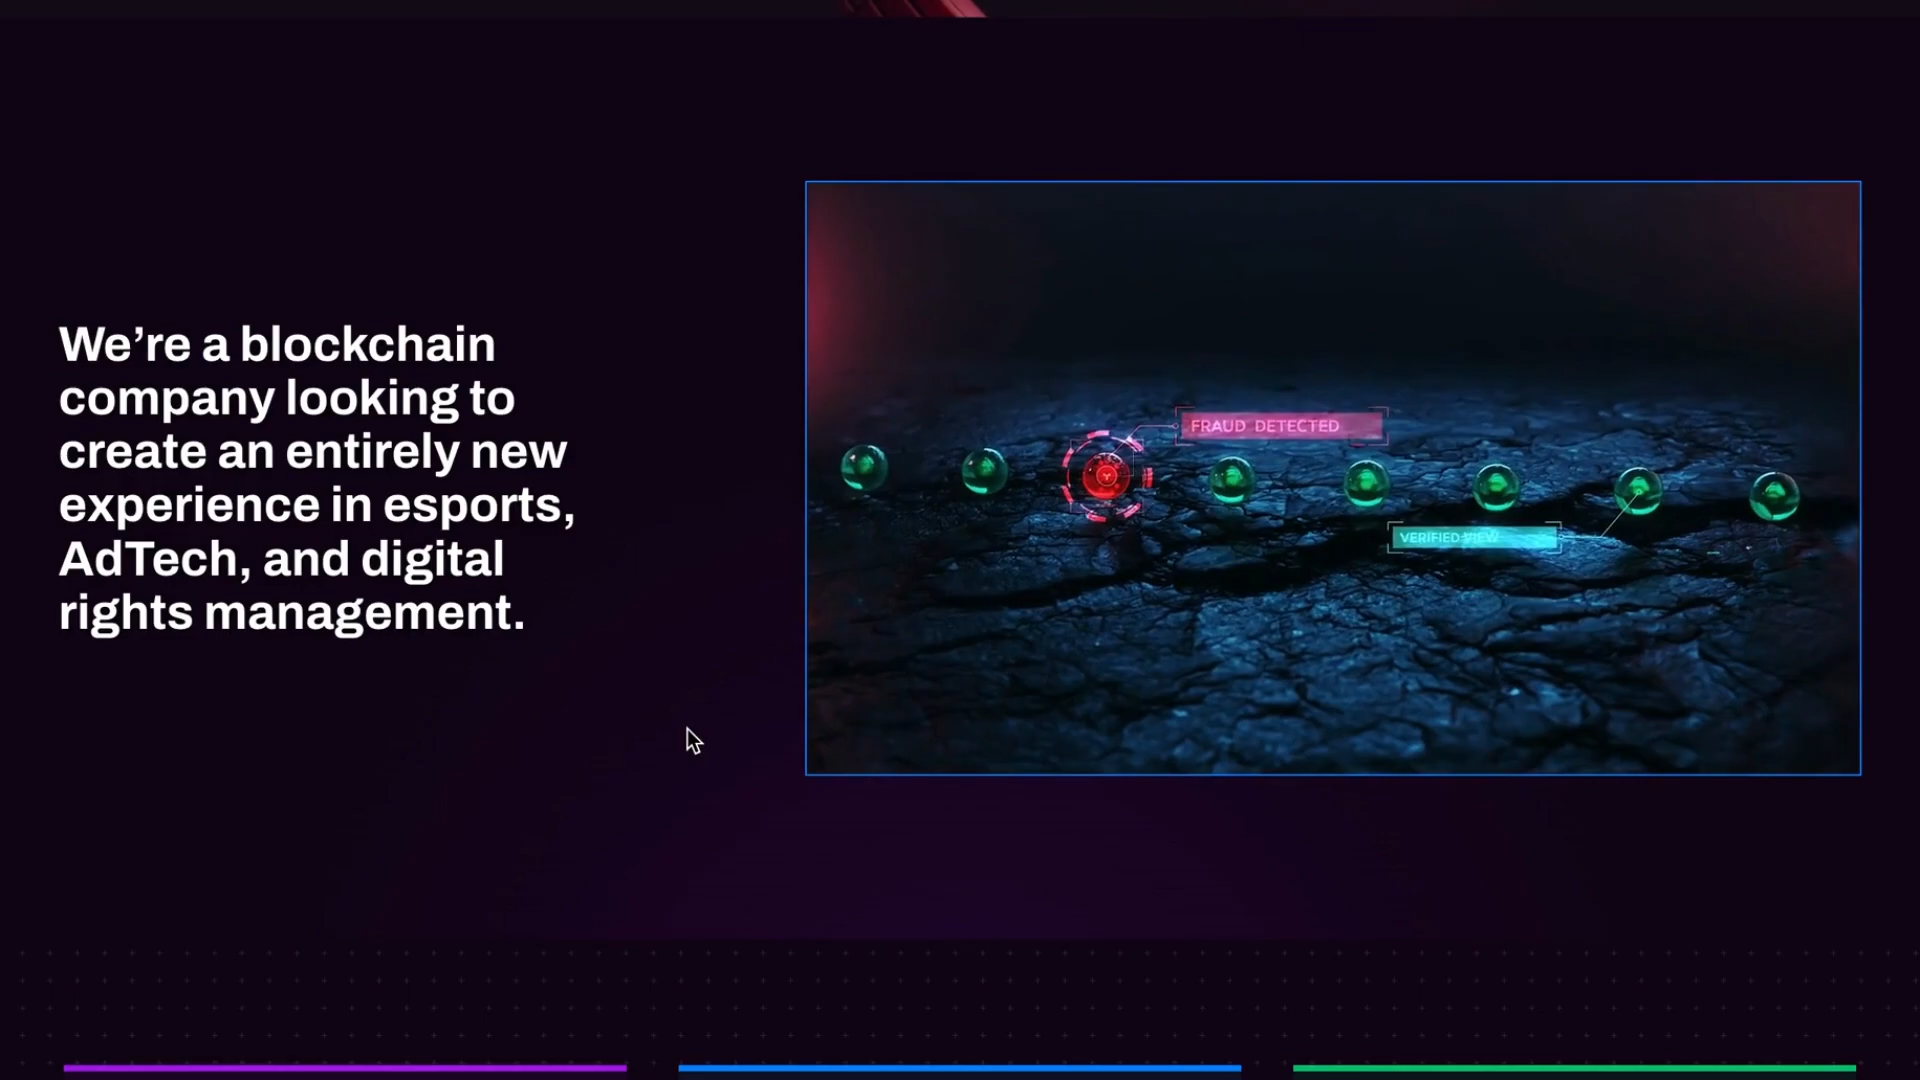 We’re a blockchain
company looking to
create an entirely new
experience in esports,
AdTech, and digital
rights management.
FRAUD DETECTED
VERIFIED VIEW